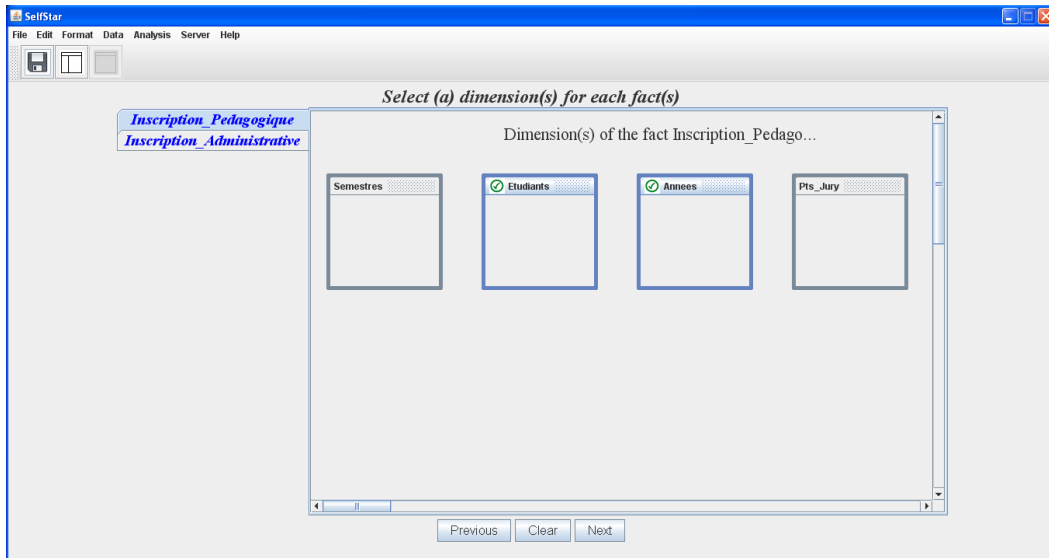 SelfStar
File Edit Format Data Analysis Server Help
Select (a) dimension(s) for each fact(s)
Inscription_Pedagogique
Inscription_Administrative
Dimension(s) of the fact Inscription_Pedago...
Semestres Etudiants Annees Pts_Jury
Previous Clear Next